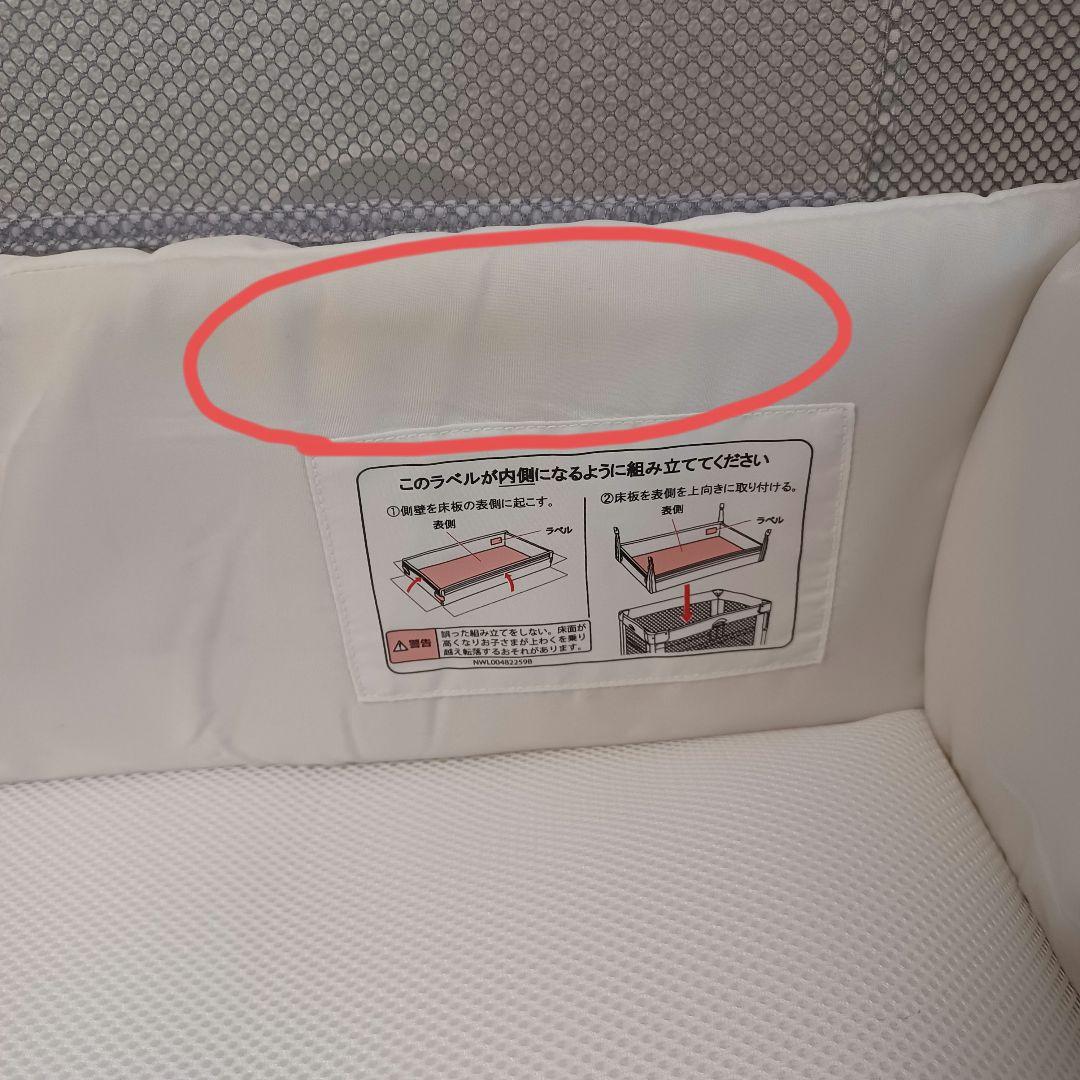 このラベルが内側になるように組み立ててください
①側壁を床板の表側に起こす。
表側
ラベル
②床板を表側を上向きに取り付ける。
表側
ラベル
警告
誤った組み立てをしない。床面が
高くなりお子さまが上わくを乗り
越え転落するおそれがあります。
NWL00482259B